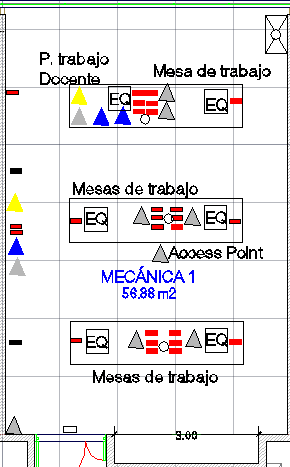 P. trabajo
Docente
Mesa de trabajo
EQ
EQ
Mesas de trabajo
EQ
EQ
Access Point
MECÁNICA 1
56.88 m2
EQ
EQ
Mesas de trabajo
3.00